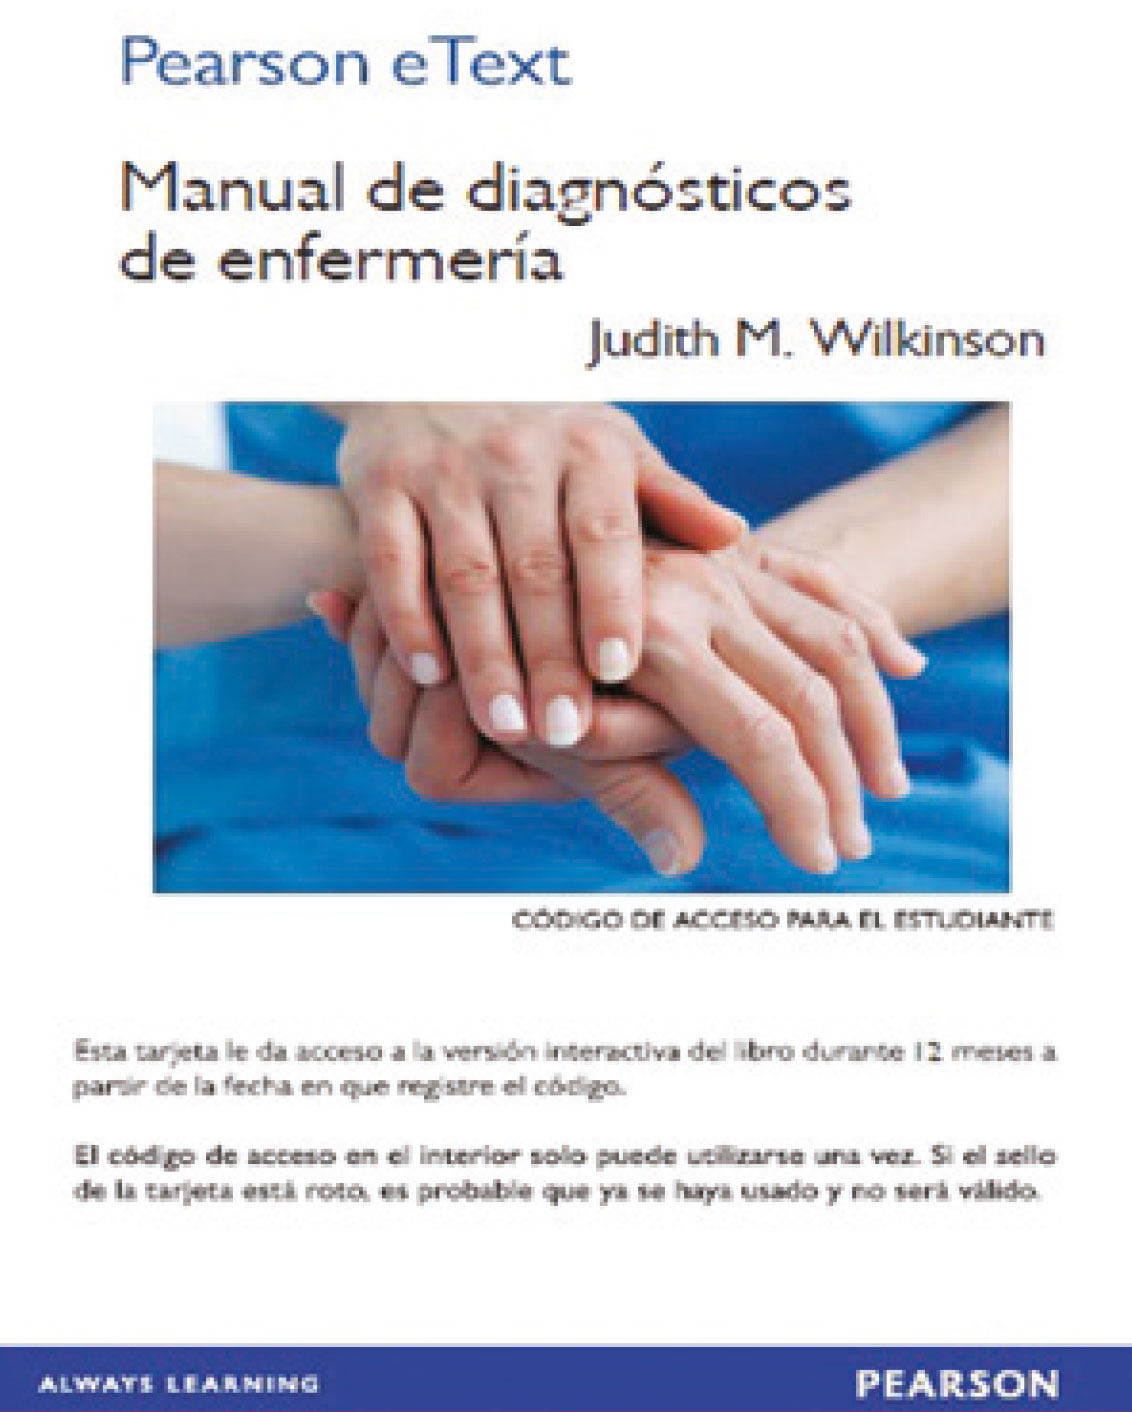 Pearson eText
Manual de diagnósticos
de enfermería
Judith M. Wilkinson
CÓDIGO DE ACCESO PARA EL ESTUDIANTE
Esta tarjeta le da acceso a la versión interactiva del libro durante 12 meses a
partir de la fecha en que registre el código.
El código de acceso en el interior solo puede utilizarse una vez. Si el sello
de la tarjeta está roto, es probable que ya se haya usado y no será válido.
ALWAYS LEARNING
PEARSON